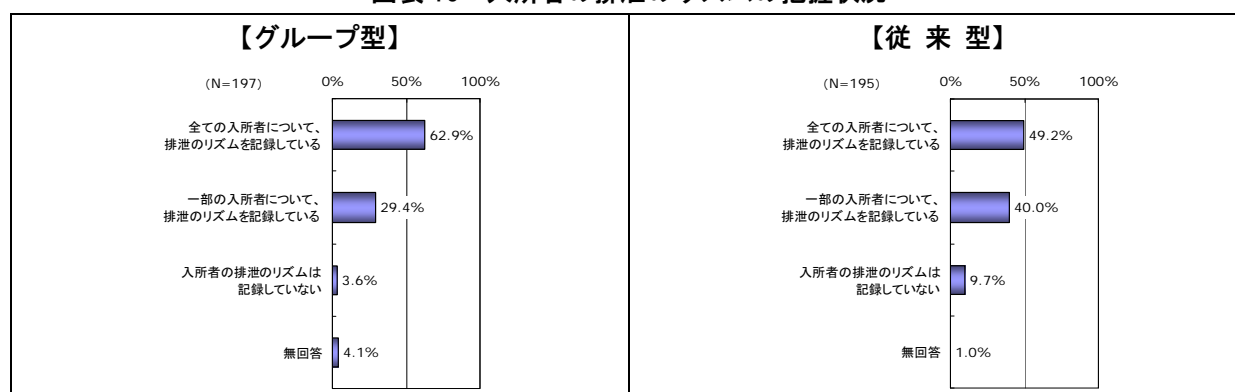 【グループ型】
(N=197)
0%
50%
100%
全ての入所者について、
排泄のリズムを記録している
62.9%
一部の入所者について、
排泄のリズムを記録している
29.4%
入所者の排泄のリズムは
記録していない
3.6%
無回答
4.1%
【従 来 型】
(N=195)
0%
50%
100%
全ての入所者について、
排泄のリズムを記録している
49.2%
一部の入所者について、
排泄のリズムを記録している
40.0%
入所者の排泄のリズムは
記録していない
9.7%
無回答
1.0%